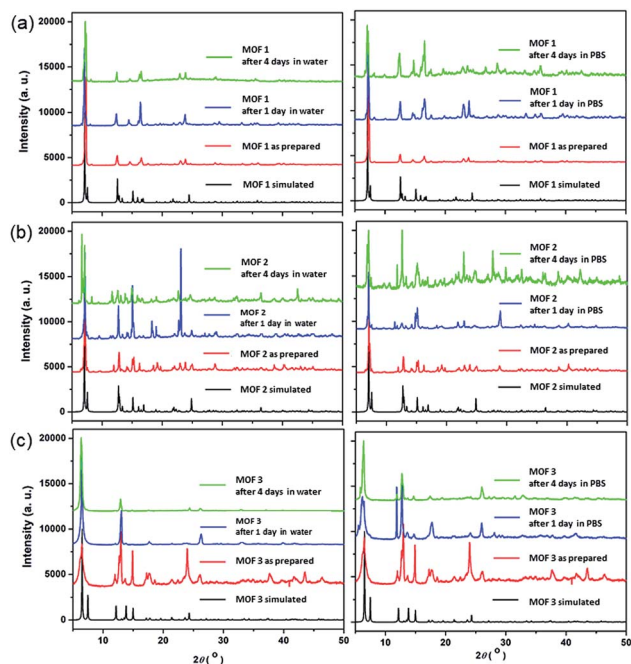 (a)
20000
15000
10000
5000
0
Intensity (a. u.)
MOF 1
after 4 days in water
MOF 1
after 1 day in water
MOF 1 as prepared
MOF 1 simulated
MOF 1
after 4 days in PBS
MOF 1
after 1 day in PBS
MOF 1 as prepared
MOF 1 simulated
(b)
20000
15000
10000
5000
0
Intensity (a. u.)
MOF 2
after 4 days in water
MOF 2
after 1 day in water
MOF 2 as prepared
MOF 2 simulated
MOF 2
after 4 days in PBS
MOF 2
after 1 day in PBS
MOF 2 as prepared
MOF 2 simulated
(c)
20000
15000
10000
5000
0
Intensity (a. u.)
MOF 3
after 4 days in water
MOF 3
after 1 day in water
MOF 3 as prepared
MOF 3 simulated
10 20 30 40 50
2θ(°)
MOF 3
after 4 days in PBS
MOF 3
after 1 day in PBS
MOF 3 as prepared
MOF 3 simulated
10 20 30 40 50
2θ(°)